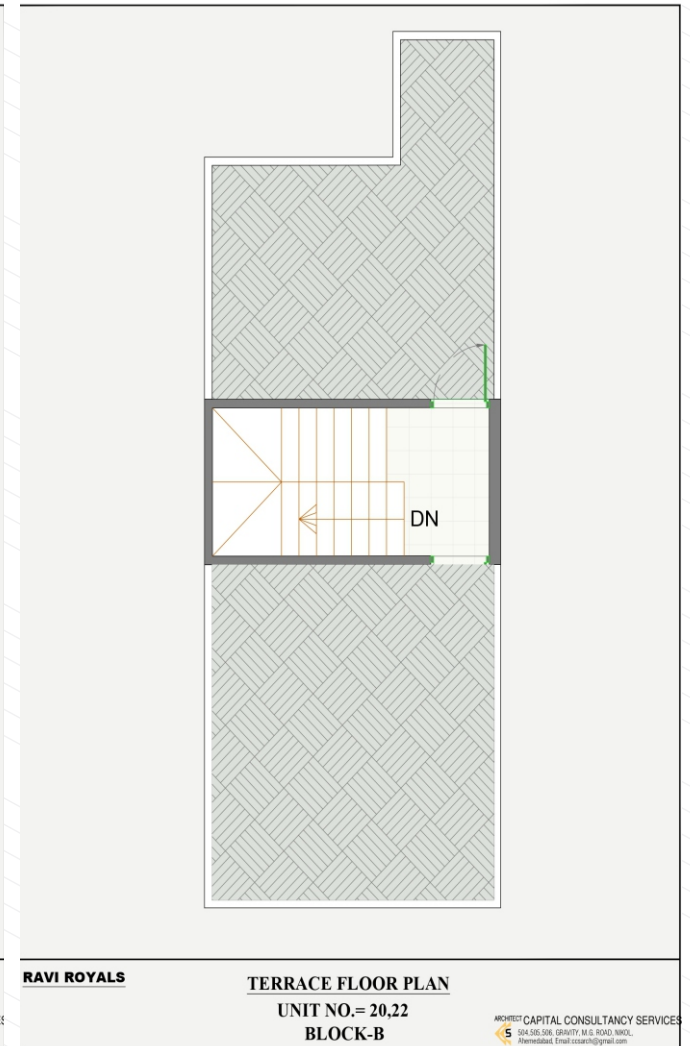 DN
RAVI ROYALS
TERRACE FLOOR PLAN
UNIT NO.= 20,22
BLOCK-B
ARCHITECT CAPITAL CONSULTANCY SERVICES
504,505,506, GRAVITY, M.G. ROAD, NIKOL,
Ahemedabad, Email:ccsarch@gmail.com